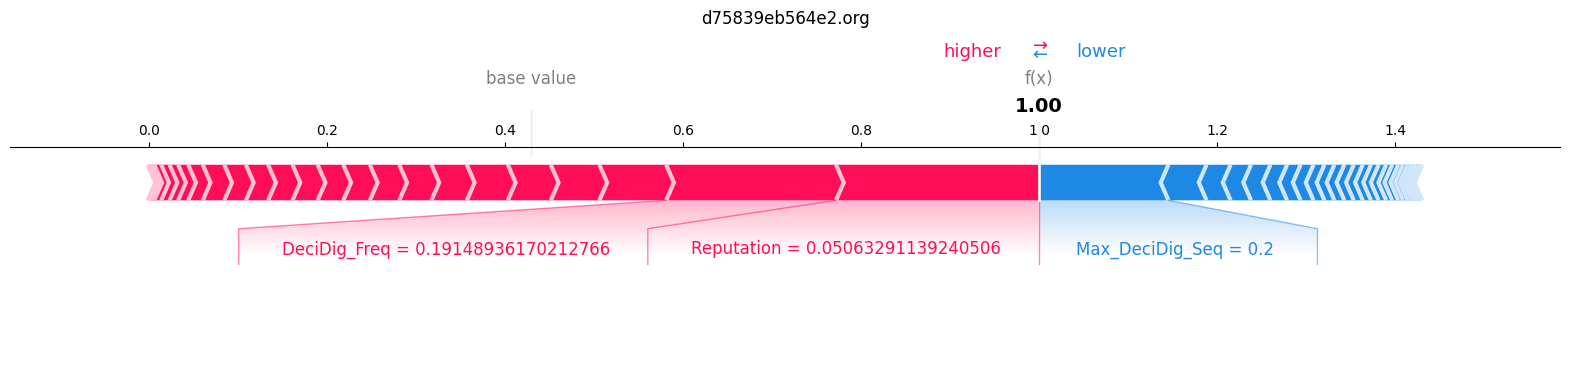 d75839eb564e2.org
higher ⇄ lower
base value f(x)
1.00
0.0 0.2 0.4 0.6 0.8 1.0 1.2 1.4
DeciDig_Freq = 0.19148936170212766 Reputation = 0.05063291139240506 Max_DeciDig_Seq = 0.2